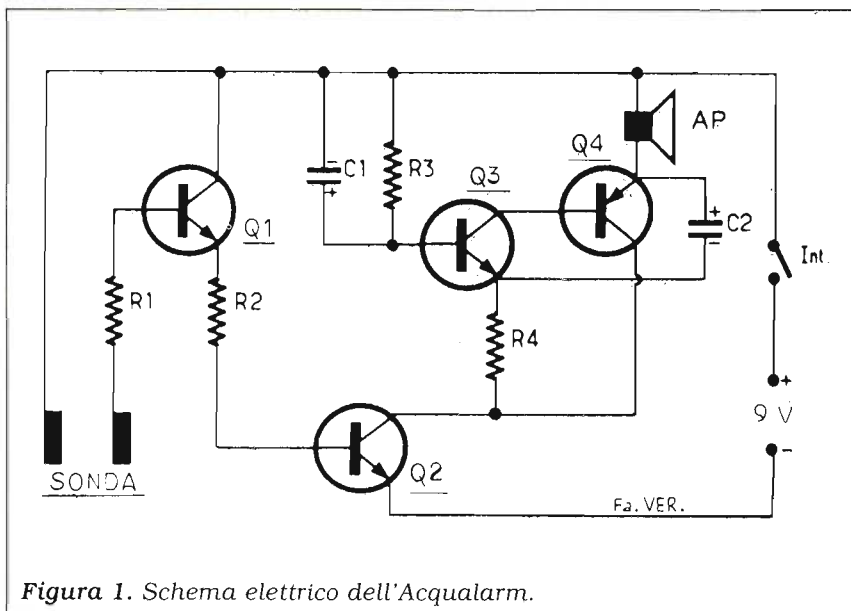 AP
Q4
C1
R3
Q3
C2
Q1
Int.
R1
R2
R4
+
9 V
-
SONDA
Q2
Fa. VER.
Figura 1. Schema elettrico dell'Acqualarm.